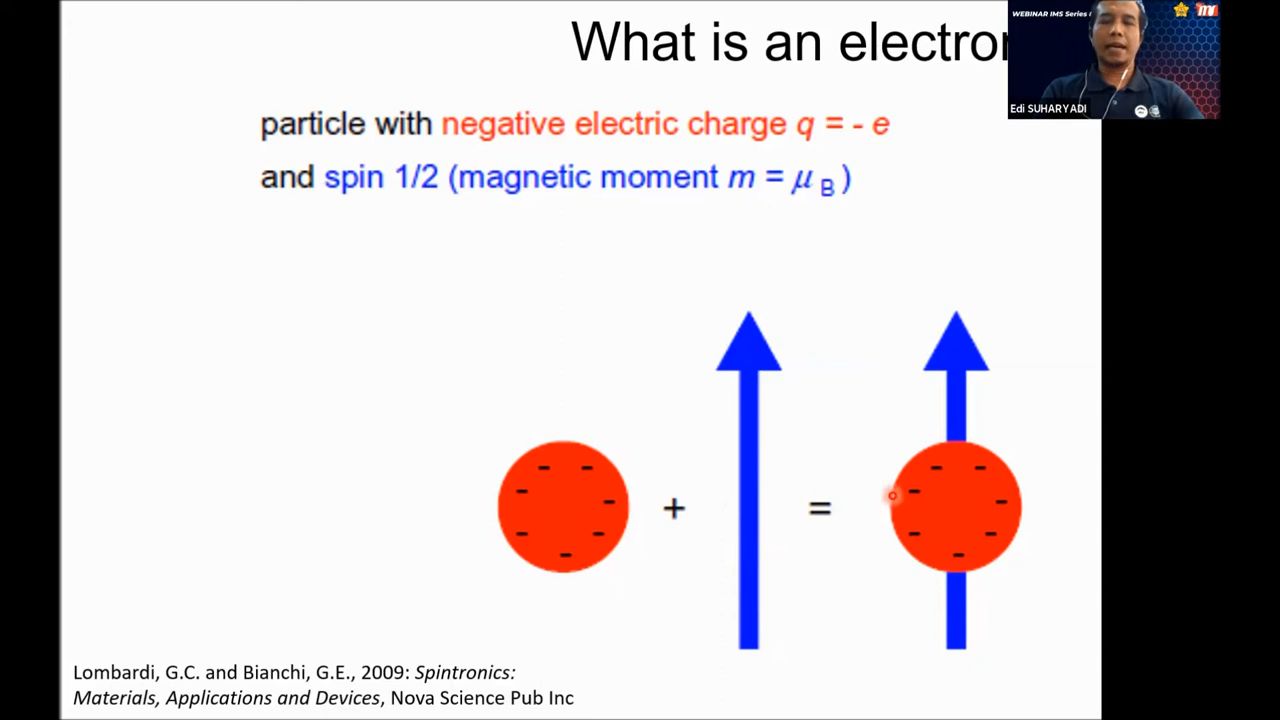 What is an electron
WEBINAR IMS Series
Edi SUHARYADI
particle with negative electric charge q = - e
and spin 1/2 (magnetic moment m = μ B )
- - - - - - -
+
=
- - - - - - -
Lombardi, G.C. and Bianchi, G.E., 2009: Spintronics:
Materials, Applications and Devices, Nova Science Pub Inc